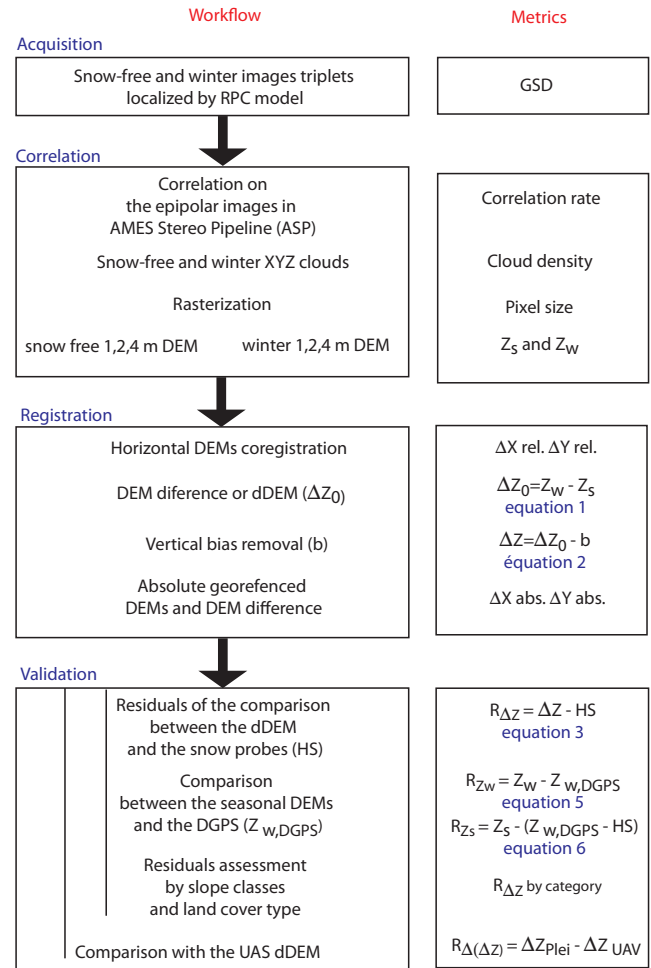 Workflow
Metrics
Acquisition
Snow-free and winter images triplets
localized by RPC model
GSD
Correlation
Correlation on
the epipolar images in
AMES Stereo Pipeline (ASP)
Correlation rate
Snow-free and winter XYZ clouds
Cloud density
Rasterization
Pixel size
snow free 1,2,4 m DEM
winter 1,2,4 m DEM
Zs and Zw
Registration
Horizontal DEMs coregistration
ΔX rel. ΔY rel.
DEM diference or dDEM (ΔZ0)
ΔZ0=Zw - Zs
equation 1
Vertical bias removal (b)
ΔZ=ΔZ0 - b
équation 2
Absolute georefenced
DEMs and DEM difference
ΔX abs. ΔY abs.
Validation
Residuals of the comparison
between the dDEM
and the snow probes (HS)
RΔZ = ΔZ - HS
equation 3
Comparison
between the seasonal DEMs
and the DGPS (Z w,DGPS)
RZw = Zw - Z w,DGPS
equation 5
RZs = Zs - (Z w,DGPS - HS)
equation 6
Residuals assessment
by slope classes
and land cover type
RΔZ by category
Comparison with the UAS dDEM
RΔ(ΔZ) = ΔZPlei - ΔZ UAV